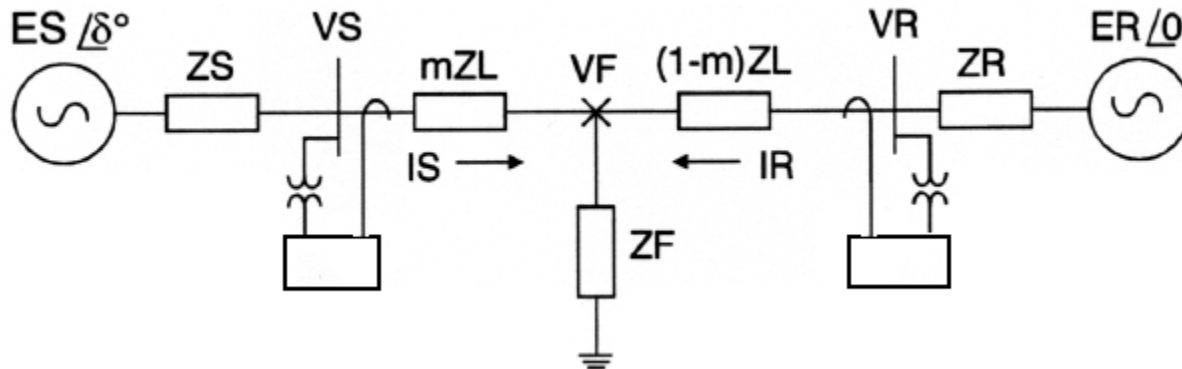 ES /δ°
VS
VR
ER /0
ZS
mZL
VF
(1-m)ZL
ZR
IS
IR
ZF